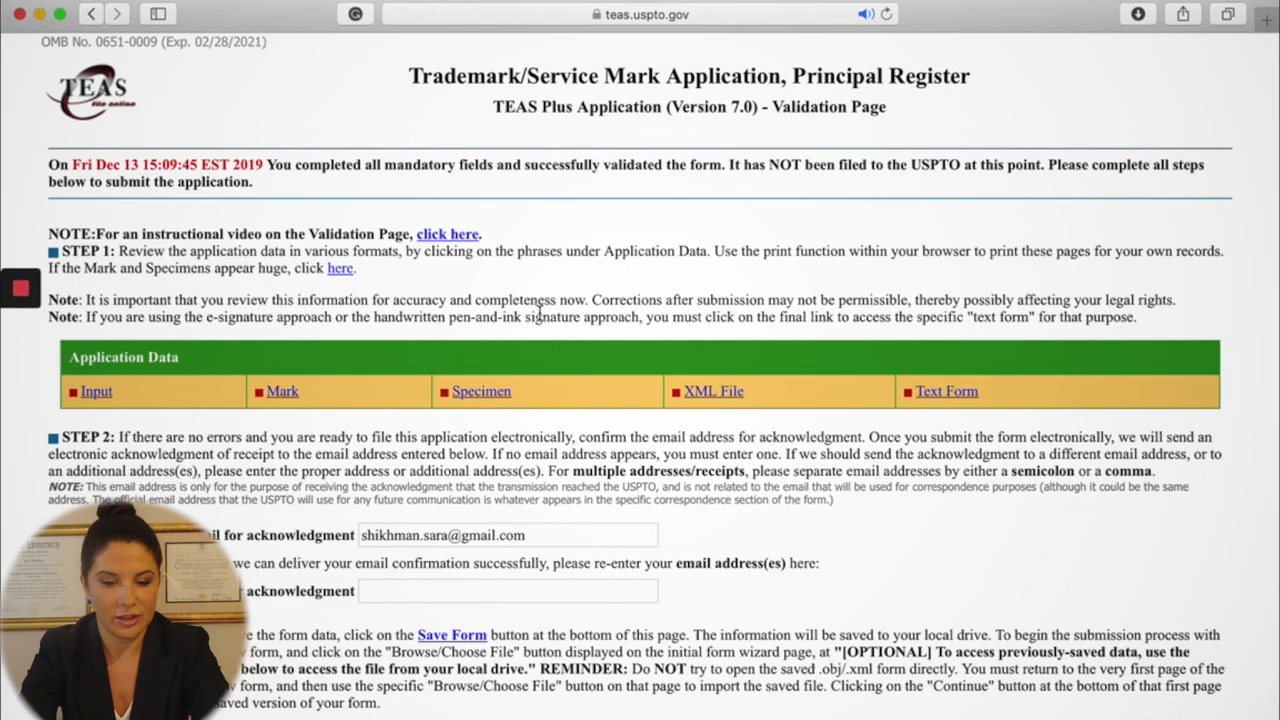 teas.uspto.gov
OMB No. 0651-0009 (Exp. 02/28/2021)
TEAS
file online
Trademark/Service Mark Application, Principal Register
TEAS Plus Application (Version 7.0) - Validation Page
On Fri Dec 13 15:09:45 EST 2019 You completed all mandatory fields and successfully validated the form. It has NOT been filed to the USPTO at this point. Please complete all steps
below to submit the application.
NOTE:For an instructional video on the Validation Page, click here.
STEP 1: Review the application data in various formats, by clicking on the phrases under Application Data. Use the print function within your browser to print these pages for your own records.
If the Mark and Specimens appear huge, click here.
Note: It is important that you review this information for accuracy and completeness now. Corrections after submission may not be permissible, thereby possibly affecting your legal rights.
Note: If you are using the e-signature approach or the handwritten pen-and-ink signature approach, you must click on the final link to access the specific "text form" for that purpose.
Application Data
Input Mark Specimen XML File Text Form
STEP 2: If there are no errors and you are ready to file this application electronically, confirm the email address for acknowledgment. Once you submit the form electronically, we will send an
electronic acknowledgment of receipt to the email address entered below. If no email address appears, you must enter one. If we should send the acknowledgment to a different email address, or to
an additional address(es), please enter the proper address or additional address(es). For multiple addresses/receipts, please separate email addresses by either a semicolon or a comma.
NOTE: This email address is only for the purpose of receiving the acknowledgment that the transmission reached the USPTO, and is not related to the email that will be used for correspondence purposes (although it could be the same
address. The official email address that the USPTO will use for any future communication is whatever appears in the specific correspondence section of the form.)
il for acknowledgment shikhman.sara@gmail.com
we can deliver your email confirmation successfully, please re-enter your email address(es) here:
acknowledgment
e the form data, click on the Save Form button at the bottom of this page. The information will be saved to your local drive. To begin the submission process with
form, and click on the "Browse/Choose File" button displayed on the initial form wizard page, at "[OPTIONAL] To access previously-saved data, use the
below to access the file from your local drive." REMINDER: Do NOT try to open the saved .obj/.xml form directly. You must return to the very first page of the
form, and then use the specific "Browse/Choose File" button on that page to import the saved file. Clicking on the "Continue" button at the bottom of that first page
saved version of your form.